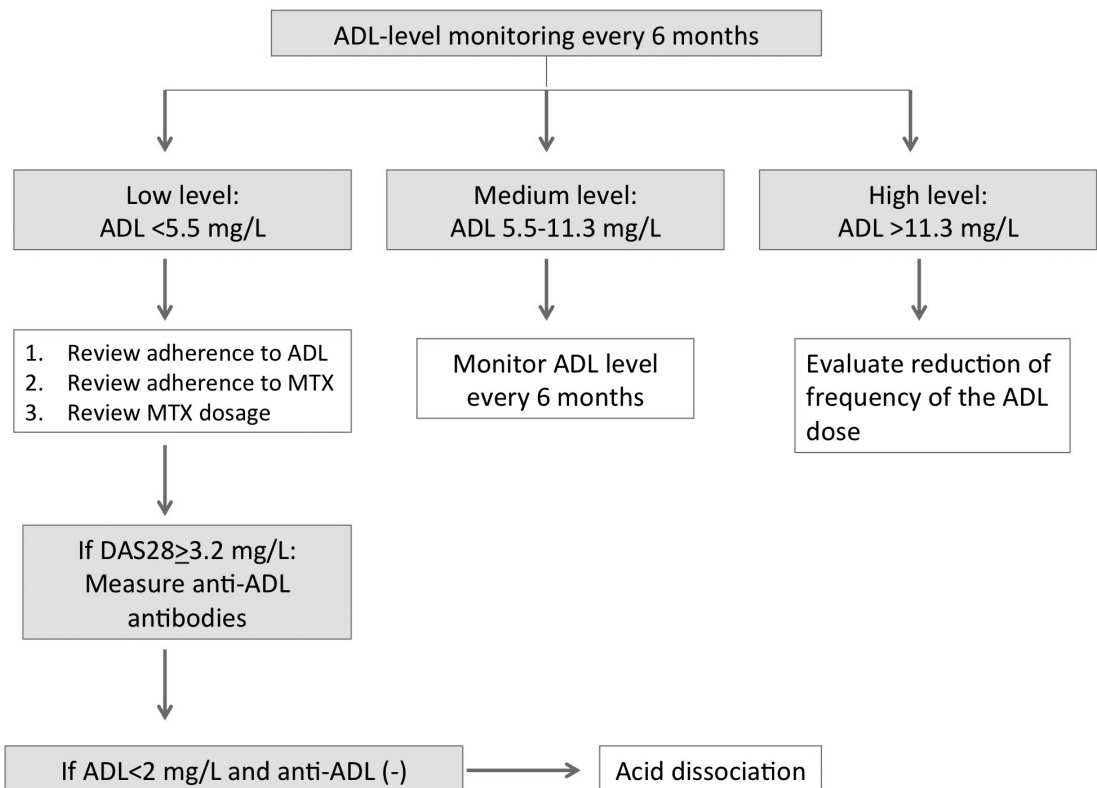 ADL-level monitoring every 6 months
Low level:
ADL <5.5 mg/L
Medium level:
ADL 5.5-11.3 mg/L
High level:
ADL >11.3 mg/L
1. Review adherence to ADL
2. Review adherence to MTX
3. Review MTX dosage
Monitor ADL level
every 6 months
Evaluate reduction of
frequency of the ADL
dose
If DAS28≥3.2 mg/L:
Measure anti-ADL
antibodies
If ADL<2 mg/L and anti-ADL (-)
Acid dissociation